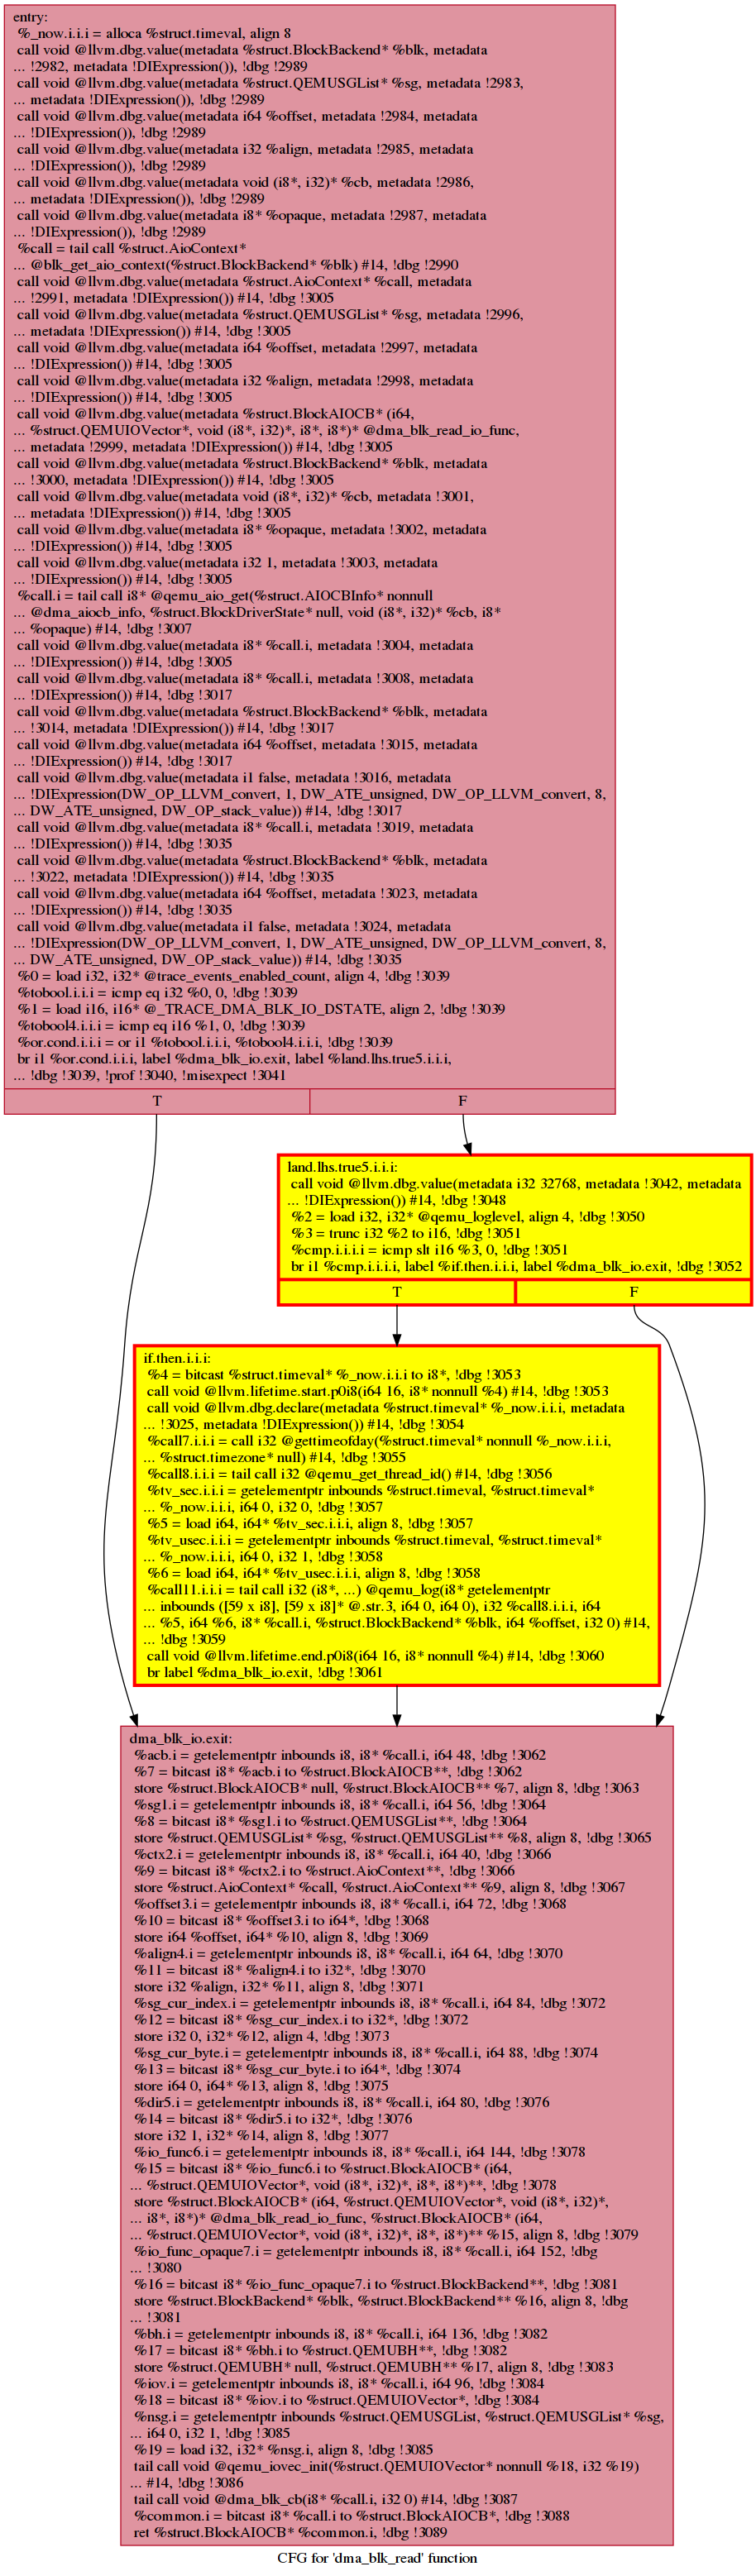 entry:
%_now.i.i.i = alloca %struct.timeval, align 8
call void @llvm.dbg.value(metadata %struct.BlockBackend* %blk, metadata
... !2982, metadata !DIExpression()), !dbg !2989
call void @llvm.dbg.value(metadata %struct.QEMUSGList* %sg, metadata !2983,
... metadata !DIExpression()), !dbg !2989
call void @llvm.dbg.value(metadata i64 %offset, metadata !2984, metadata
... !DIExpression()), !dbg !2989
call void @llvm.dbg.value(metadata i32 %align, metadata !2985, metadata
... !DIExpression()), !dbg !2989
call void @llvm.dbg.value(metadata void (i8*, i32)* %cb, metadata !2986,
... metadata !DIExpression()), !dbg !2989
call void @llvm.dbg.value(metadata i8* %opaque, metadata !2987, metadata
... !DIExpression()), !dbg !2989
%call = tail call %struct.AioContext*
... @blk_get_aio_context(%struct.BlockBackend* %blk) #14, !dbg !2990
call void @llvm.dbg.value(metadata %struct.AioContext* %call, metadata
... !2991, metadata !DIExpression()) #14, !dbg !3005
call void @llvm.dbg.value(metadata %struct.QEMUSGList* %sg, metadata !2996,
... metadata !DIExpression()) #14, !dbg !3005
call void @llvm.dbg.value(metadata i64 %offset, metadata !2997, metadata
... !DIExpression()) #14, !dbg !3005
call void @llvm.dbg.value(metadata i32 %align, metadata !2998, metadata
... !DIExpression()) #14, !dbg !3005
call void @llvm.dbg.value(metadata %struct.BlockAIOCB* (i64,
... %struct.QEMUIOVector*, void (i8*, i32)*, i8*, i8*)* @dma_blk_read_io_func,
... metadata !2999, metadata !DIExpression()) #14, !dbg !3005
call void @llvm.dbg.value(metadata %struct.BlockBackend* %blk, metadata
... !3000, metadata !DIExpression()) #14, !dbg !3005
call void @llvm.dbg.value(metadata void (i8*, i32)* %cb, metadata !3001,
... metadata !DIExpression()) #14, !dbg !3005
call void @llvm.dbg.value(metadata i8* %opaque, metadata !3002, metadata
... !DIExpression()) #14, !dbg !3005
call void @llvm.dbg.value(metadata i32 1, metadata !3003, metadata
... !DIExpression()) #14, !dbg !3005
%call.i = tail call i8* @qemu_aio_get(%struct.AIOCBInfo* nonnull
... @dma_aiocb_info, %struct.BlockDriverState* null, void (i8*, i32)* %cb, i8*
... %opaque) #14, !dbg !3007
call void @llvm.dbg.value(metadata i8* %call.i, metadata !3004, metadata
... !DIExpression()) #14, !dbg !3005
call void @llvm.dbg.value(metadata i8* %call.i, metadata !3008, metadata
... !DIExpression()) #14, !dbg !3017
call void @llvm.dbg.value(metadata %struct.BlockBackend* %blk, metadata
... !3014, metadata !DIExpression()) #14, !dbg !3017
call void @llvm.dbg.value(metadata i64 %offset, metadata !3015, metadata
... !DIExpression()) #14, !dbg !3017
call void @llvm.dbg.value(metadata i1 false, metadata !3016, metadata
... !DIExpression(DW_OP_LLVM_convert, 1, DW_ATE_unsigned, DW_OP_LLVM_convert, 8,
... DW_ATE_unsigned, DW_OP_stack_value)) #14, !dbg !3017
call void @llvm.dbg.value(metadata i8* %call.i, metadata !3019, metadata
... !DIExpression()) #14, !dbg !3035
call void @llvm.dbg.value(metadata %struct.BlockBackend* %blk, metadata
... !3022, metadata !DIExpression()) #14, !dbg !3035
call void @llvm.dbg.value(metadata i64 %offset, metadata !3023, metadata
... !DIExpression()) #14, !dbg !3035
call void @llvm.dbg.value(metadata i1 false, metadata !3024, metadata
... !DIExpression(DW_OP_LLVM_convert, 1, DW_ATE_unsigned, DW_OP_LLVM_convert, 8,
... DW_ATE_unsigned, DW_OP_stack_value)) #14, !dbg !3035
%0 = load i32, i32* @trace_events_enabled_count, align 4, !dbg !3039
%tobool.i.i.i = icmp eq i32 %0, 0, !dbg !3039
%1 = load i16, i16* @_TRACE_DMA_BLK_IO_DSTATE, align 2, !dbg !3039
%tobool4.i.i.i = icmp eq i16 %1, 0, !dbg !3039
%or.cond.i.i.i = or i1 %tobool.i.i.i, %tobool4.i.i.i, !dbg !3039
br i1 %or.cond.i.i.i, label %dma_blk_io.exit, label %land.lhs.true5.i.i.i,
... !dbg !3039, !prof !3040, !misexpect !3041
T
F
land.lhs.true5.i.i.i:
call void @llvm.dbg.value(metadata i32 32768, metadata !3042, metadata
... !DIExpression()) #14, !dbg !3048
%2 = load i32, i32* @qemu_loglevel, align 4, !dbg !3050
%3 = trunc i32 %2 to i16, !dbg !3051
%cmp.i.i.i.i = icmp slt i16 %3, 0, !dbg !3051
br i1 %cmp.i.i.i.i, label %if.then.i.i.i, label %dma_blk_io.exit, !dbg !3052
T
F
if.then.i.i.i:
%4 = bitcast %struct.timeval* %_now.i.i.i to i8*, !dbg !3053
call void @llvm.lifetime.start.p0i8(i64 16, i8* nonnull %4) #14, !dbg !3053
call void @llvm.dbg.declare(metadata %struct.timeval* %_now.i.i.i, metadata
... !3025, metadata !DIExpression()) #14, !dbg !3054
%call7.i.i.i = call i32 @gettimeofday(%struct.timeval* nonnull %_now.i.i.i,
... %struct.timezone* null) #14, !dbg !3055
%call8.i.i.i = tail call i32 @qemu_get_thread_id() #14, !dbg !3056
%tv_sec.i.i.i = getelementptr inbounds %struct.timeval, %struct.timeval*
... %_now.i.i.i, i64 0, i32 0, !dbg !3057
%5 = load i64, i64* %tv_sec.i.i.i, align 8, !dbg !3057
%tv_usec.i.i.i = getelementptr inbounds %struct.timeval, %struct.timeval*
... %_now.i.i.i, i64 0, i32 1, !dbg !3058
%6 = load i64, i64* %tv_usec.i.i.i, align 8, !dbg !3058
%call11.i.i.i = tail call i32 (i8*, ...) @qemu_log(i8* getelementptr
... inbounds ([59 x i8], [59 x i8]* @.str.3, i64 0, i64 0), i32 %call8.i.i.i, i64
... %5, i64 %6, i8* %call.i, %struct.BlockBackend* %blk, i64 %offset, i32 0) #14,
... !dbg !3059
call void @llvm.lifetime.end.p0i8(i64 16, i8* nonnull %4) #14, !dbg !3060
br label %dma_blk_io.exit, !dbg !3061
dma_blk_io.exit:
%acb.i = getelementptr inbounds i8, i8* %call.i, i64 48, !dbg !3062
%7 = bitcast i8* %acb.i to %struct.BlockAIOCB**, !dbg !3062
store %struct.BlockAIOCB* null, %struct.BlockAIOCB** %7, align 8, !dbg !3063
%sg1.i = getelementptr inbounds i8, i8* %call.i, i64 56, !dbg !3064
%8 = bitcast i8* %sg1.i to %struct.QEMUSGList**, !dbg !3064
store %struct.QEMUSGList* %sg, %struct.QEMUSGList** %8, align 8, !dbg !3065
%ctx2.i = getelementptr inbounds i8, i8* %call.i, i64 40, !dbg !3066
%9 = bitcast i8* %ctx2.i to %struct.AioContext**, !dbg !3066
store %struct.AioContext* %call, %struct.AioContext** %9, align 8, !dbg !3067
%offset3.i = getelementptr inbounds i8, i8* %call.i, i64 72, !dbg !3068
%10 = bitcast i8* %offset3.i to i64*, !dbg !3068
store i64 %offset, i64* %10, align 8, !dbg !3069
%align4.i = getelementptr inbounds i8, i8* %call.i, i64 64, !dbg !3070
%11 = bitcast i8* %align4.i to i32*, !dbg !3070
store i32 %align, i32* %11, align 8, !dbg !3071
%sg_cur_index.i = getelementptr inbounds i8, i8* %call.i, i64 84, !dbg !3072
%12 = bitcast i8* %sg_cur_index.i to i32*, !dbg !3072
store i32 0, i32* %12, align 4, !dbg !3073
%sg_cur_byte.i = getelementptr inbounds i8, i8* %call.i, i64 88, !dbg !3074
%13 = bitcast i8* %sg_cur_byte.i to i64*, !dbg !3074
store i64 0, i64* %13, align 8, !dbg !3075
%dir5.i = getelementptr inbounds i8, i8* %call.i, i64 80, !dbg !3076
%14 = bitcast i8* %dir5.i to i32*, !dbg !3076
store i32 1, i32* %14, align 8, !dbg !3077
%io_func6.i = getelementptr inbounds i8, i8* %call.i, i64 144, !dbg !3078
%15 = bitcast i8* %io_func6.i to %struct.BlockAIOCB* (i64,
... %struct.QEMUIOVector*, void (i8*, i32)*, i8*, i8*)**, !dbg !3078
store %struct.BlockAIOCB* (i64, %struct.QEMUIOVector*, void (i8*, i32)*,
... i8*, i8*)* @dma_blk_read_io_func, %struct.BlockAIOCB* (i64,
... %struct.QEMUIOVector*, void (i8*, i32)*, i8*, i8*)** %15, align 8, !dbg !3079
%io_func_opaque7.i = getelementptr inbounds i8, i8* %call.i, i64 152, !dbg
... !3080
%16 = bitcast i8* %io_func_opaque7.i to %struct.BlockBackend**, !dbg !3081
store %struct.BlockBackend* %blk, %struct.BlockBackend** %16, align 8, !dbg
... !3081
%bh.i = getelementptr inbounds i8, i8* %call.i, i64 136, !dbg !3082
%17 = bitcast i8* %bh.i to %struct.QEMUBH**, !dbg !3082
store %struct.QEMUBH* null, %struct.QEMUBH** %17, align 8, !dbg !3083
%iov.i = getelementptr inbounds i8, i8* %call.i, i64 96, !dbg !3084
%18 = bitcast i8* %iov.i to %struct.QEMUIOVector*, !dbg !3084
%nsg.i = getelementptr inbounds %struct.QEMUSGList, %struct.QEMUSGList* %sg,
... i64 0, i32 1, !dbg !3085
%19 = load i32, i32* %nsg.i, align 8, !dbg !3085
tail call void @qemu_iovec_init(%struct.QEMUIOVector* nonnull %18, i32 %19)
... #14, !dbg !3086
tail call void @dma_blk_cb(i8* %call.i, i32 0) #14, !dbg !3087
%common.i = bitcast i8* %call.i to %struct.BlockAIOCB*, !dbg !3088
ret %struct.BlockAIOCB* %common.i, !dbg !3089
CFG for 'dma_blk_read' function